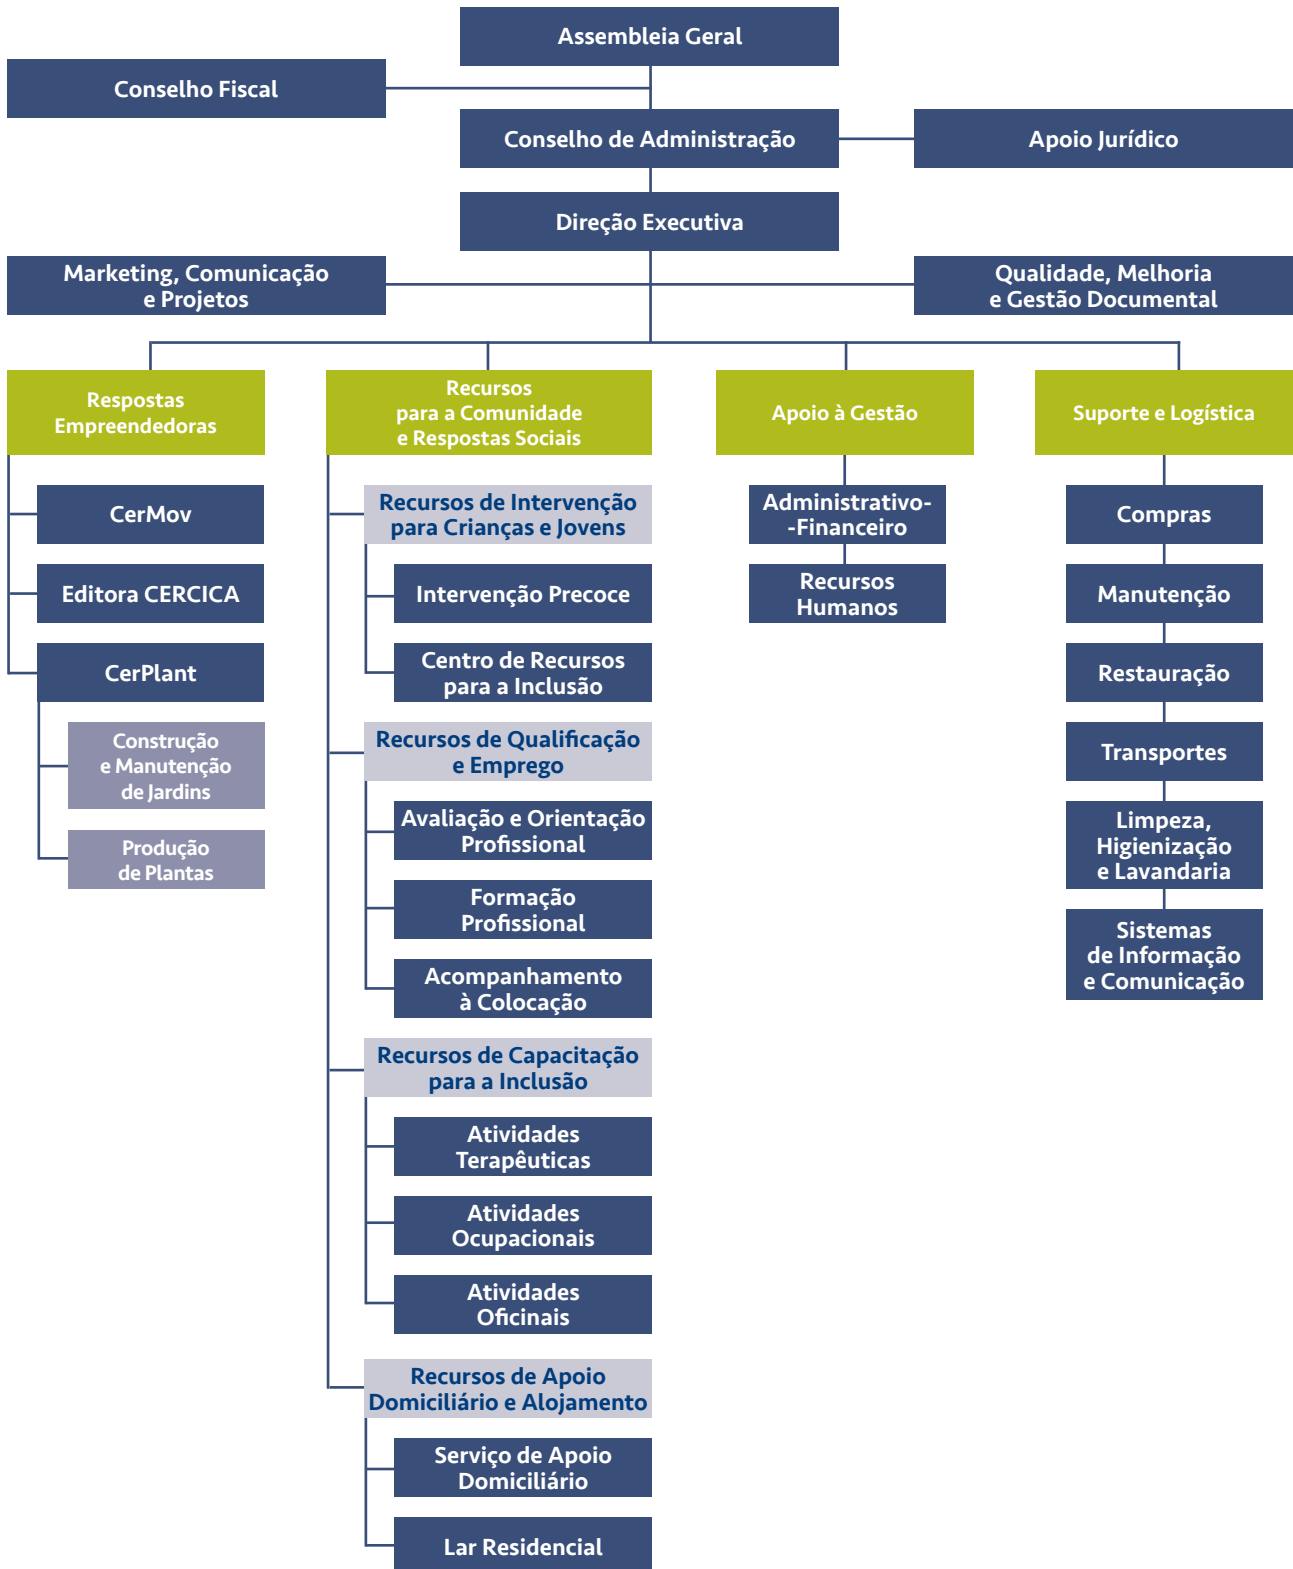 Assembleia Geral
Conselho Fiscal
Conselho de Administração
Apoio Jurídico
Direção Executiva
Marketing, Comunicação
e Projetos
Qualidade, Melhoria
e Gestão Documental
Respostas
Empreendedoras
CerMov
Editora CERCICA
CerPlant
Construção
e Manutenção
de Jardins
Produção
de Plantas
Recursos
para a Comunidade
e Respostas Sociais
Recursos de Intervenção
para Crianças e Jovens
Intervenção Precoce
Centro de Recursos
para a Inclusão
Recursos de Qualificação
e Emprego
Avaliação e Orientação
Profissional
Formação
Profissional
Acompanhamento
à Colocação
Recursos de Capacitação
para a Inclusão
Atividades
Terapêuticas
Atividades
Ocupacionais
Atividades
Oficinais
Recursos de Apoio
Domiciliário e Alojamento
Serviço de Apoio
Domiciliário
Lar Residencial
Apoio à Gestão
Administrativo-
-Financeiro
Recursos
Humanos
Suporte e Logística
Compras
Manutenção
Restauração
Transportes
Limpeza,
Higienização
e Lavandaria
Sistemas
de Informação
e Comunicação